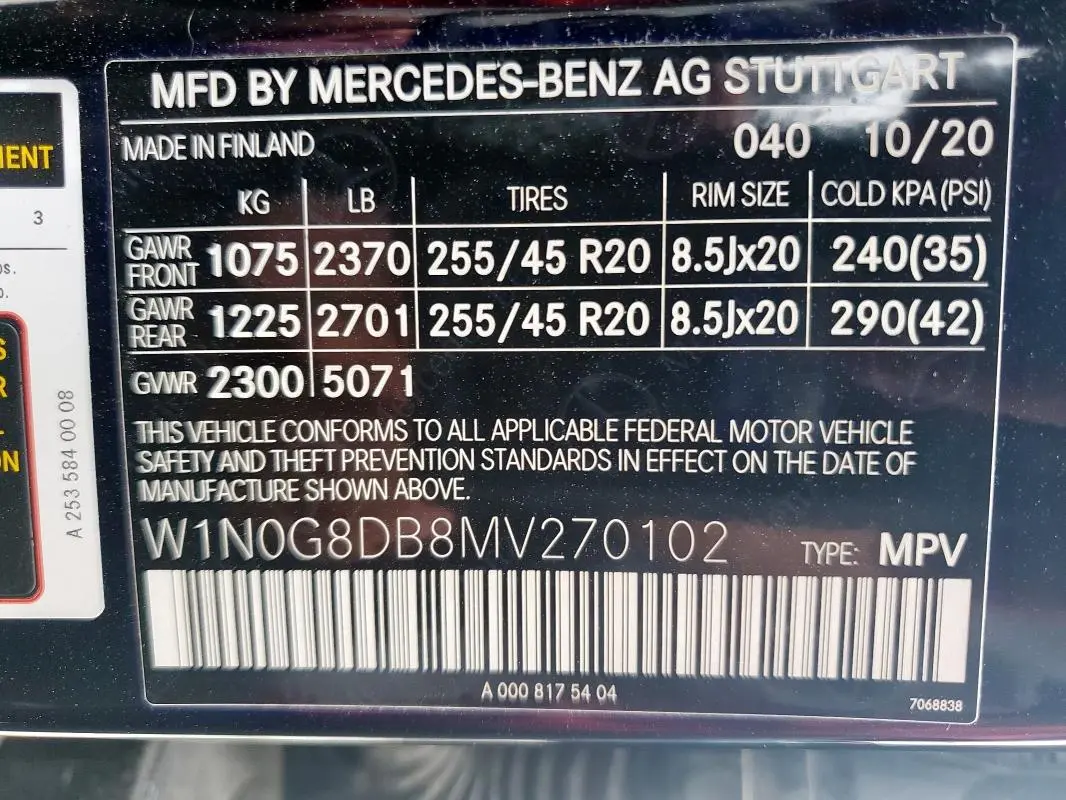 MFD BY MERCEDES-BENZ AG STUTTGART
MADE IN FINLAND 040 10/20
KG LB TIRES RIM SIZE COLD KPA (PSI)
GAWR FRONT 1075 2370 255/45 R20 8.5Jx20 240(35)
GAWR REAR 1225 2701 255/45 R20 8.5Jx20 290(42)
GVWR 2300 5071
THIS VEHICLE CONFORMS TO ALL APPLICABLE FEDERAL MOTOR VEHICLE
SAFETY AND THEFT PREVENTION STANDARDS IN EFFECT ON THE DATE OF
MANUFACTURE SHOWN ABOVE.
W1N0G8DB8MV270102 TYPE: MPV
A 000 817 54 04
7068838
3
A 253 584 00 08